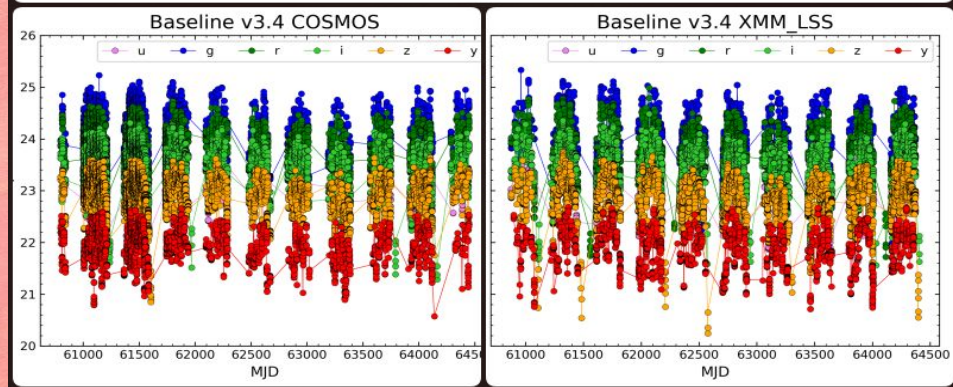 Baseline v3.4 COSMOS
u g r i z y
26
25
24
23
22
21
20
61000 61500 62000 62500 63000 63500 64000 6450
MJD
Baseline v3.4 XMM_LSS
u g r i z y
61000 61500 62000 62500 63000 63500 64000 64500
MJD